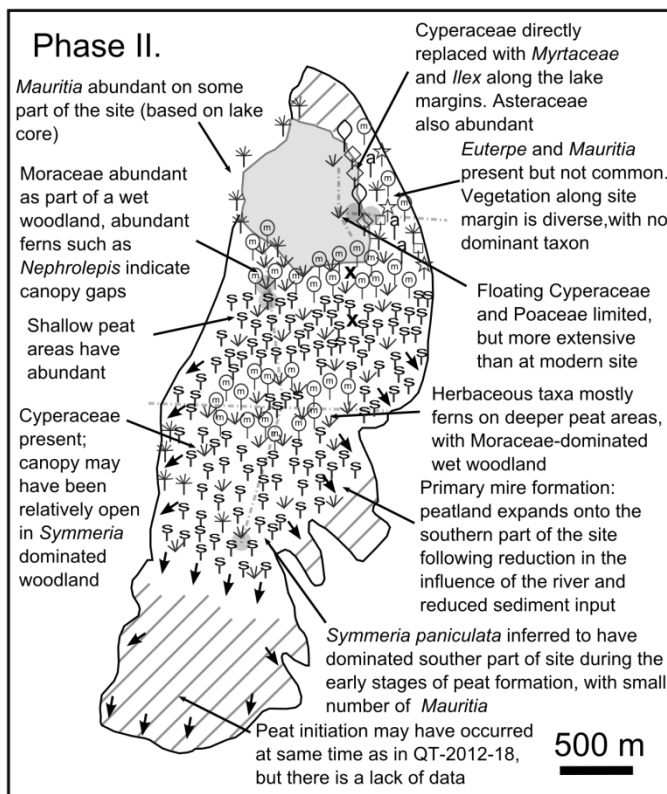 Phase II.
Cyperaceae directly
replaced with Myrtaceae
and Ilex along the lake
margins. Asteraceae
also abundant
Mauritia abundant on some
part of the site (based on lake
core)
Euterpe and Mauritia
present but not common.
Vegetation along site
margin is diverse,with no
dominant taxon
Moraceae abundant
as part of a wet
woodland, abundant
ferns such as
Nephrolepis indicate
canopy gaps
Floating Cyperaceae
and Poaceae limited,
but more extensive
than at modern site
Shallow peat
areas have
abundant
Herbaceous taxa mostly
ferns on deeper peat areas,
with Moraceae-dominated
wet woodland
Cyperaceae
present;
canopy may
have been
relatively open
in Symmeria
dominated
woodland
Primary mire formation:
peatland expands onto the
southern part of the site
following reduction in the
influence of the river and
reduced sediment input
Symmeria paniculata inferred to have
dominated souther part of site during the
early stages of peat formation, with small
number of Mauritia
Peat initiation may have occurred
at same time as in QT-2012-18,
but there is a lack of data
500 m